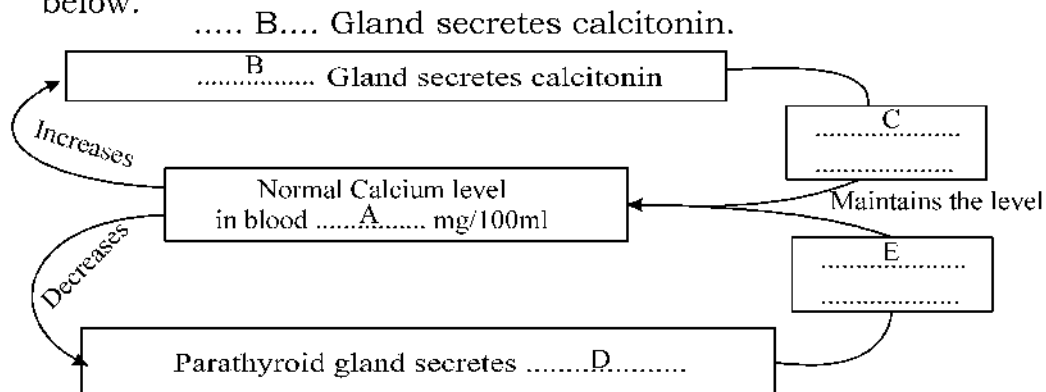 below.
..... B.... Gland secretes calcitonin.
........B......... Gland secretes calcitonin
C
.....................
.....................
Increases
Normal Calcium level
in blood ........A........ mg/100ml
Maintains the level
Decreases
E
.....................
.....................
Parathyroid gland secretes .........D...........